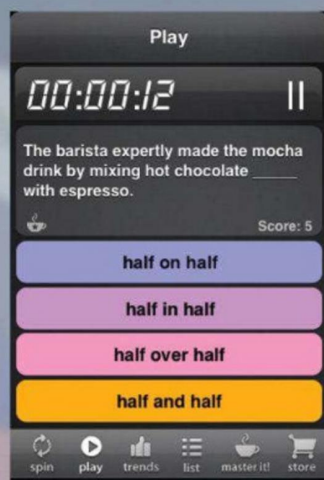 Play
00:00:12
The barista expertly made the mocha
drink by mixing hot chocolate _____
with espresso.
Score: 5
half on half
half in half
half over half
half and half
spin play trends list master it! store